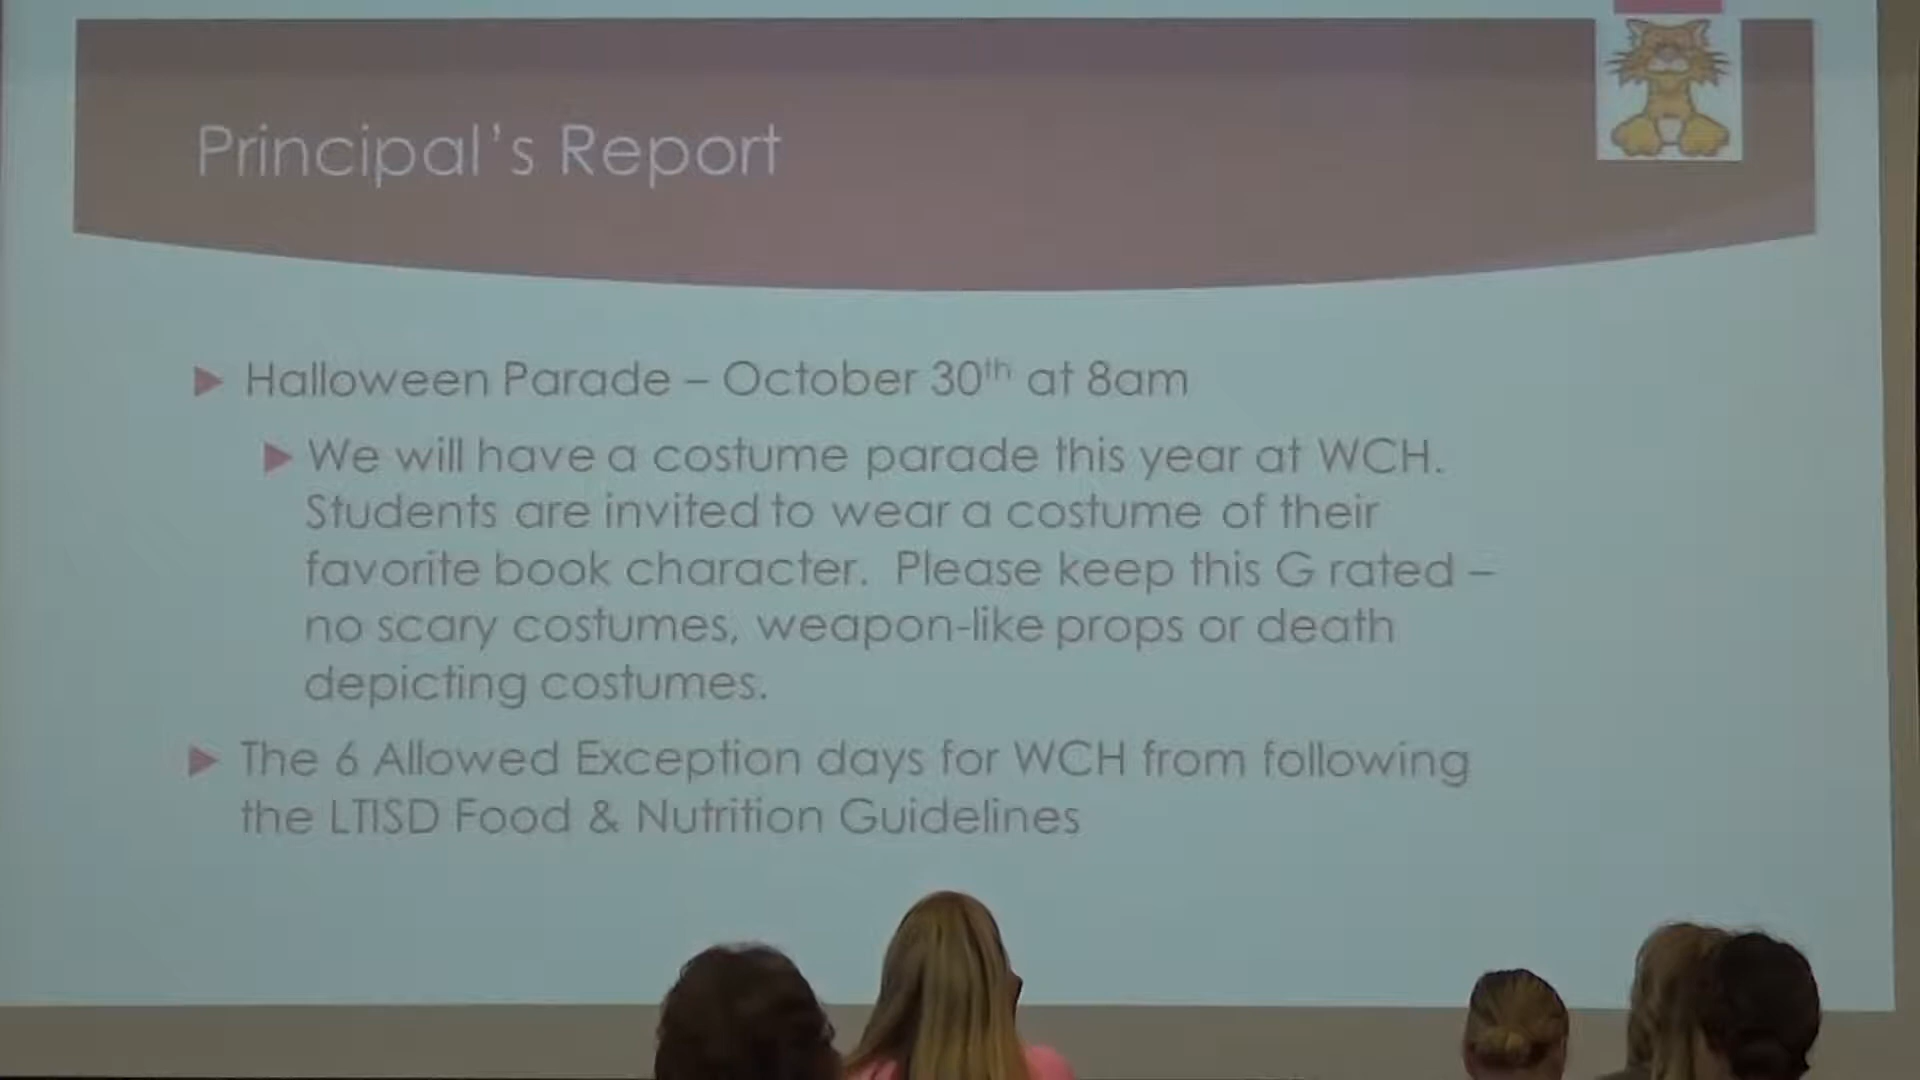 Principal's Report
Halloween Parade – October 30th at 8am
We will have a costume parade this year at WCH.
Students are invited to wear a costume of their
favorite book character. Please keep this G rated –
no scary costumes, weapon-like props or death
depicting costumes.
The 6 Allowed Exception days for WCH from following
the LTISD Food & Nutrition Guidelines